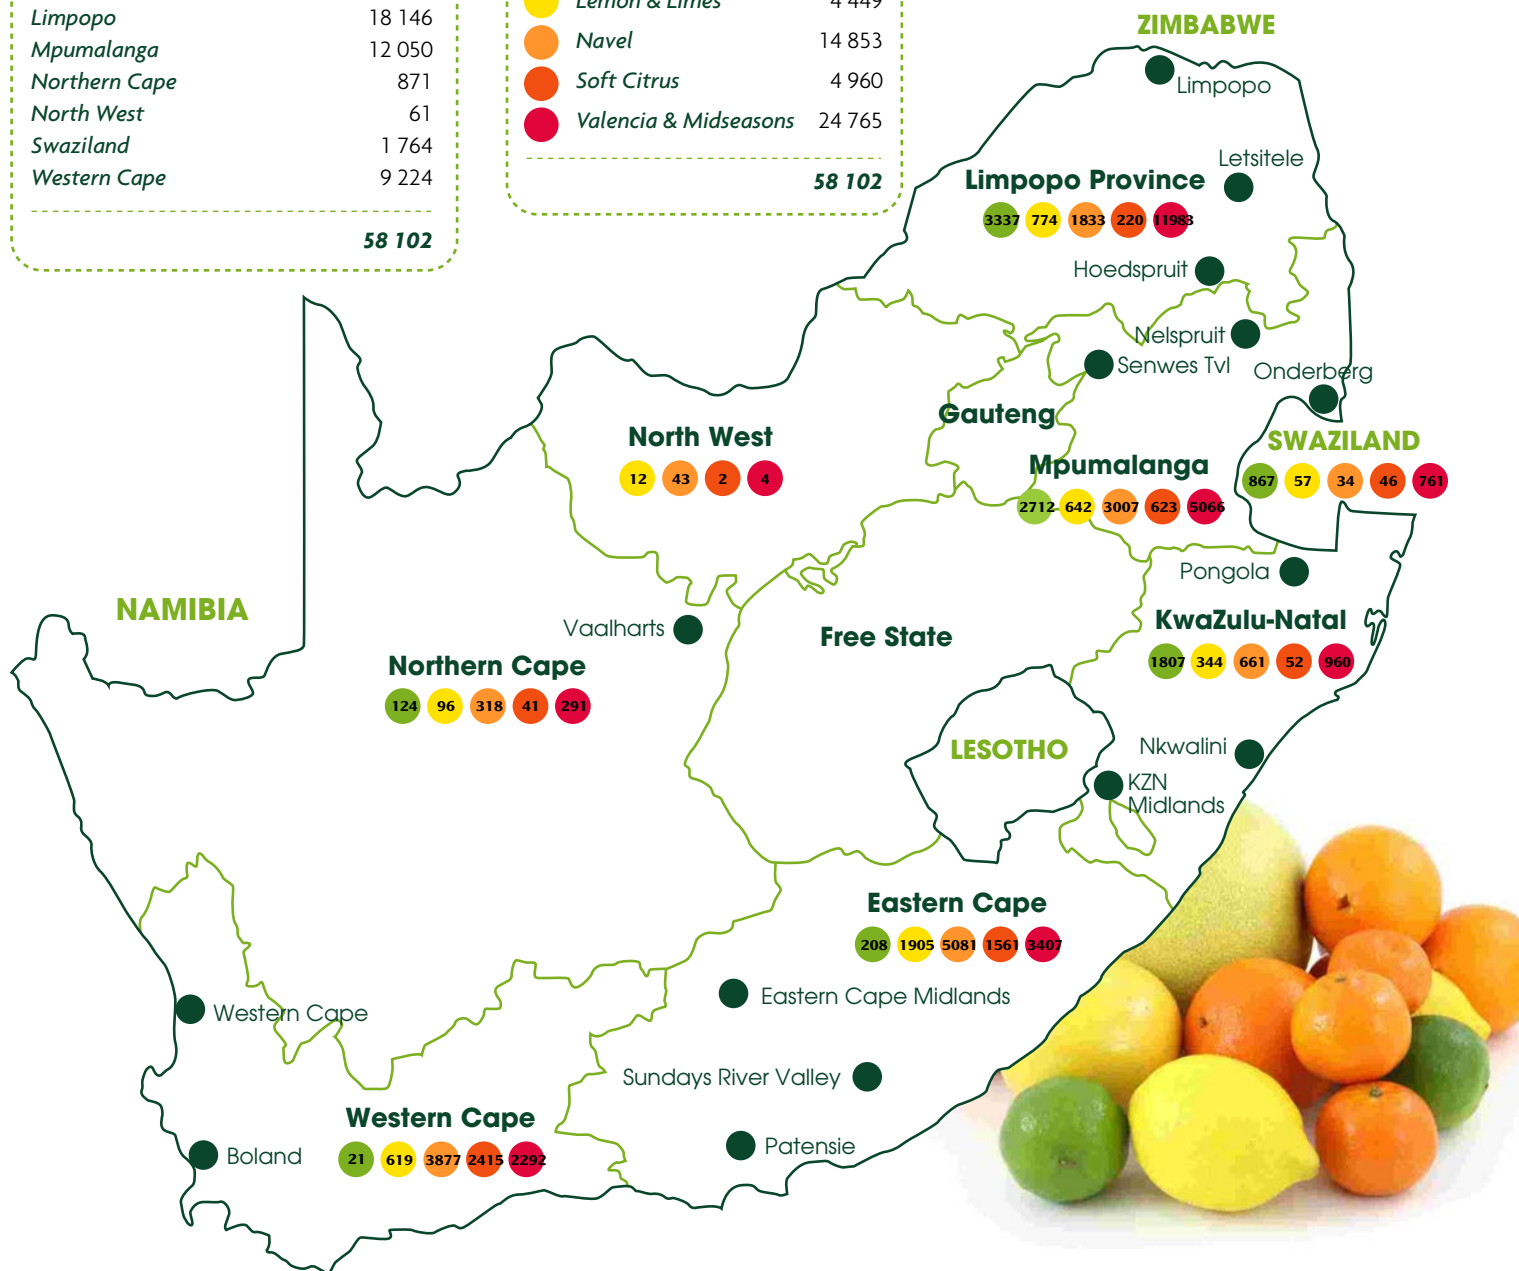 Limpopo 18 146
Mpumalanga 12 050
Northern Cape 871
North West 61
Swaziland 1 764
Western Cape 9 224
58 102
Lemon & Limes 4 449
Navel 14 853
Soft Citrus 4 960
Valencia & Midseasons 24 765
58 102
ZIMBABWE
Limpopo
Letsitele
Limpopo Province
3337 774 1833 220 11983
Hoedspruit
Nelspruit
Senwes Tvl
Onderberg
Gauteng
North West
12 43 2 4
SWAZILAND
867 57 34 46 761
Mpumalanga
2712 642 3007 623 5066
Pongola
NAMIBIA
Vaalharts
Free State
KwaZulu-Natal
1807 344 661 52 960
Northern Cape
124 96 318 41 291
LESOTHO
Nkwalini
KZN
Midlands
Eastern Cape
208 1905 5081 1561 3407
Eastern Cape Midlands
Western Cape
Sundays River Valley
Western Cape
21 619 3877 2415 2292
Boland
Patensie